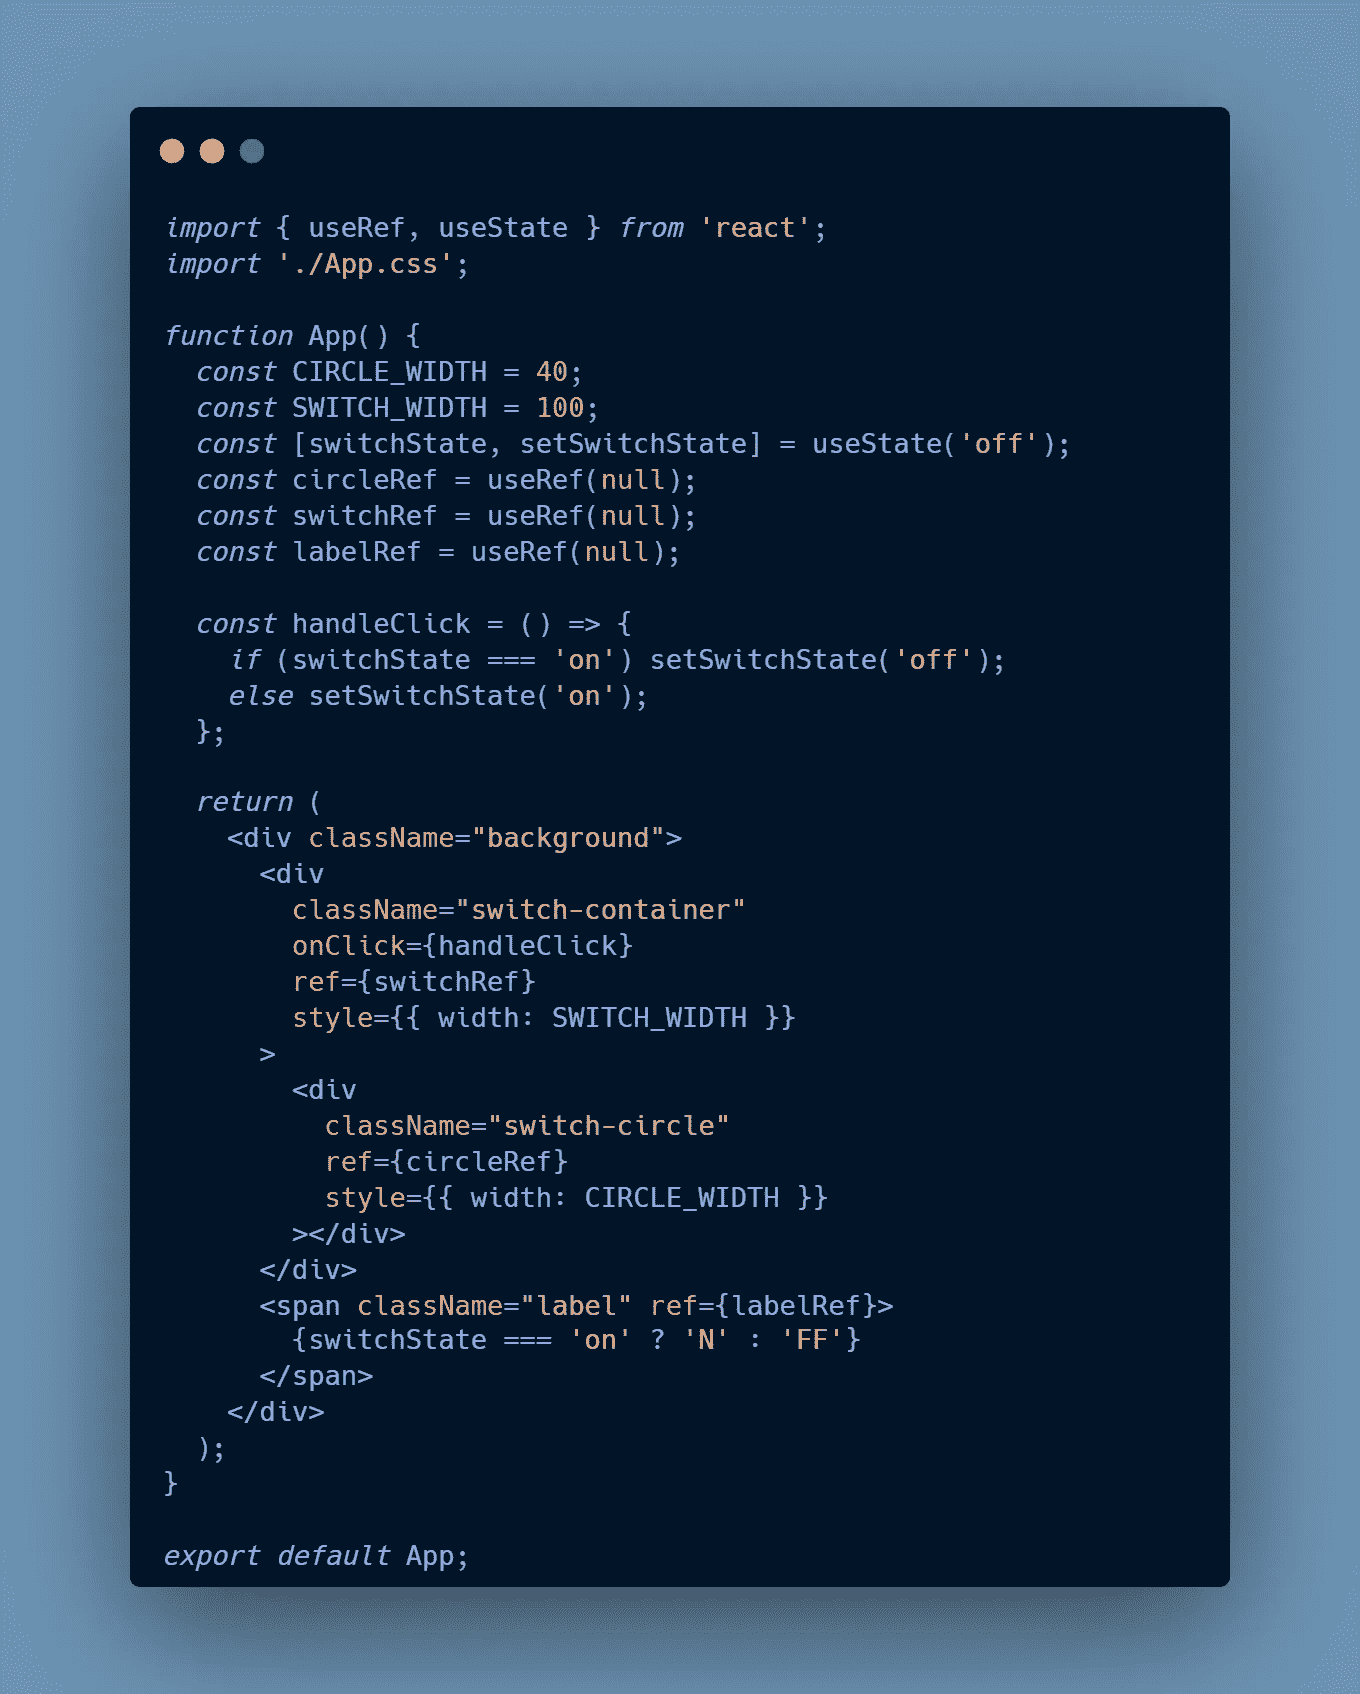 import { useRef, useState } from 'react';
import './App.css';

function App() {
  const CIRCLE_WIDTH = 40;
  const SWITCH_WIDTH = 100;
  const [switchState, setSwitchState] = useState('off');
  const circleRef = useRef(null);
  const switchRef = useRef(null);
  const labelRef = useRef(null);

  const handleClick = () => {
    if (switchState === 'on') setSwitchState('off');
    else setSwitchState('on');
  };

  return (
    <div className="background">
      <div
        className="switch-container"
        onClick={handleClick}
        ref={switchRef}
        style={{ width: SWITCH_WIDTH }}
      >
        <div
          className="switch-circle"
          ref={circleRef}
          style={{ width: CIRCLE_WIDTH }}
        ></div>
      </div>
      <span className="label" ref={labelRef}>
        {switchState === 'on' ? 'N' : 'FF'}
      </span>
    </div>
  );
}

export default App;